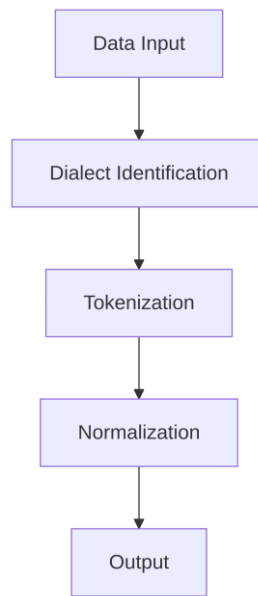 Data Input
Dialect Identification
Tokenization
Normalization
Output